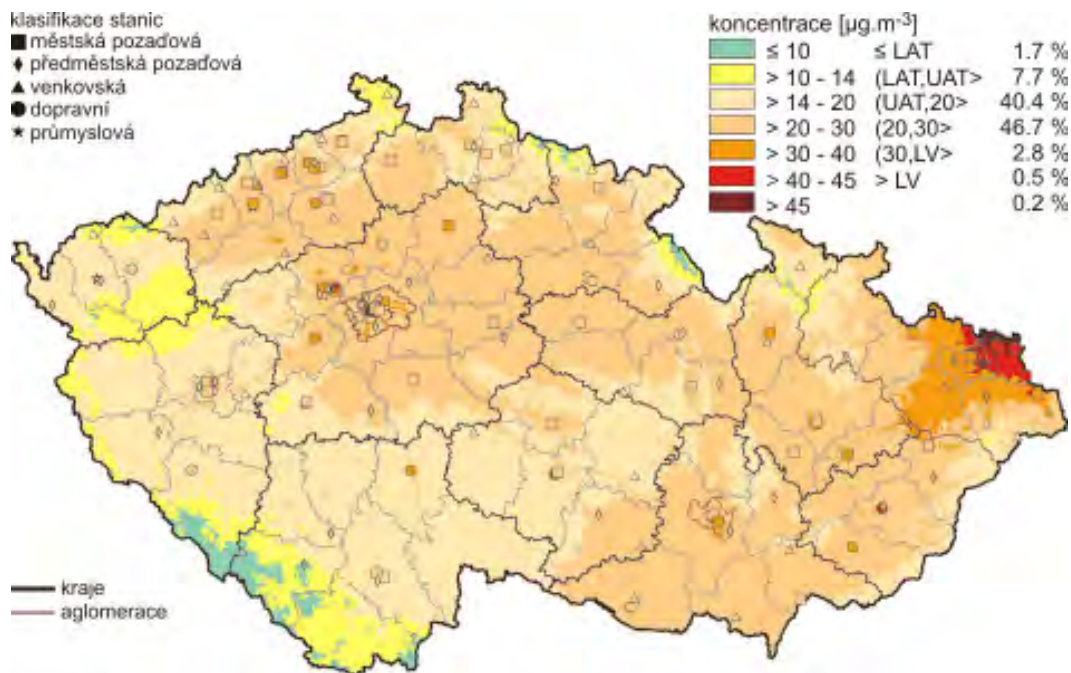 klasifikace stanic
městská pozaďová
předměstská pozaďová
venkovská
dopravní
průmyslová
koncentrace [µg.m-3]
≤ 10 ≤ LAT 1.7 %
> 10 - 14 (LAT,UAT> 7.7 %
> 14 - 20 (UAT,20> 40.4 %
> 20 - 30 (20,30> 46.7 %
> 30 - 40 (30,LV> 2.8 %
> 40 - 45 > LV 0.5 %
> 45 0.2 %
kraje
aglomerace